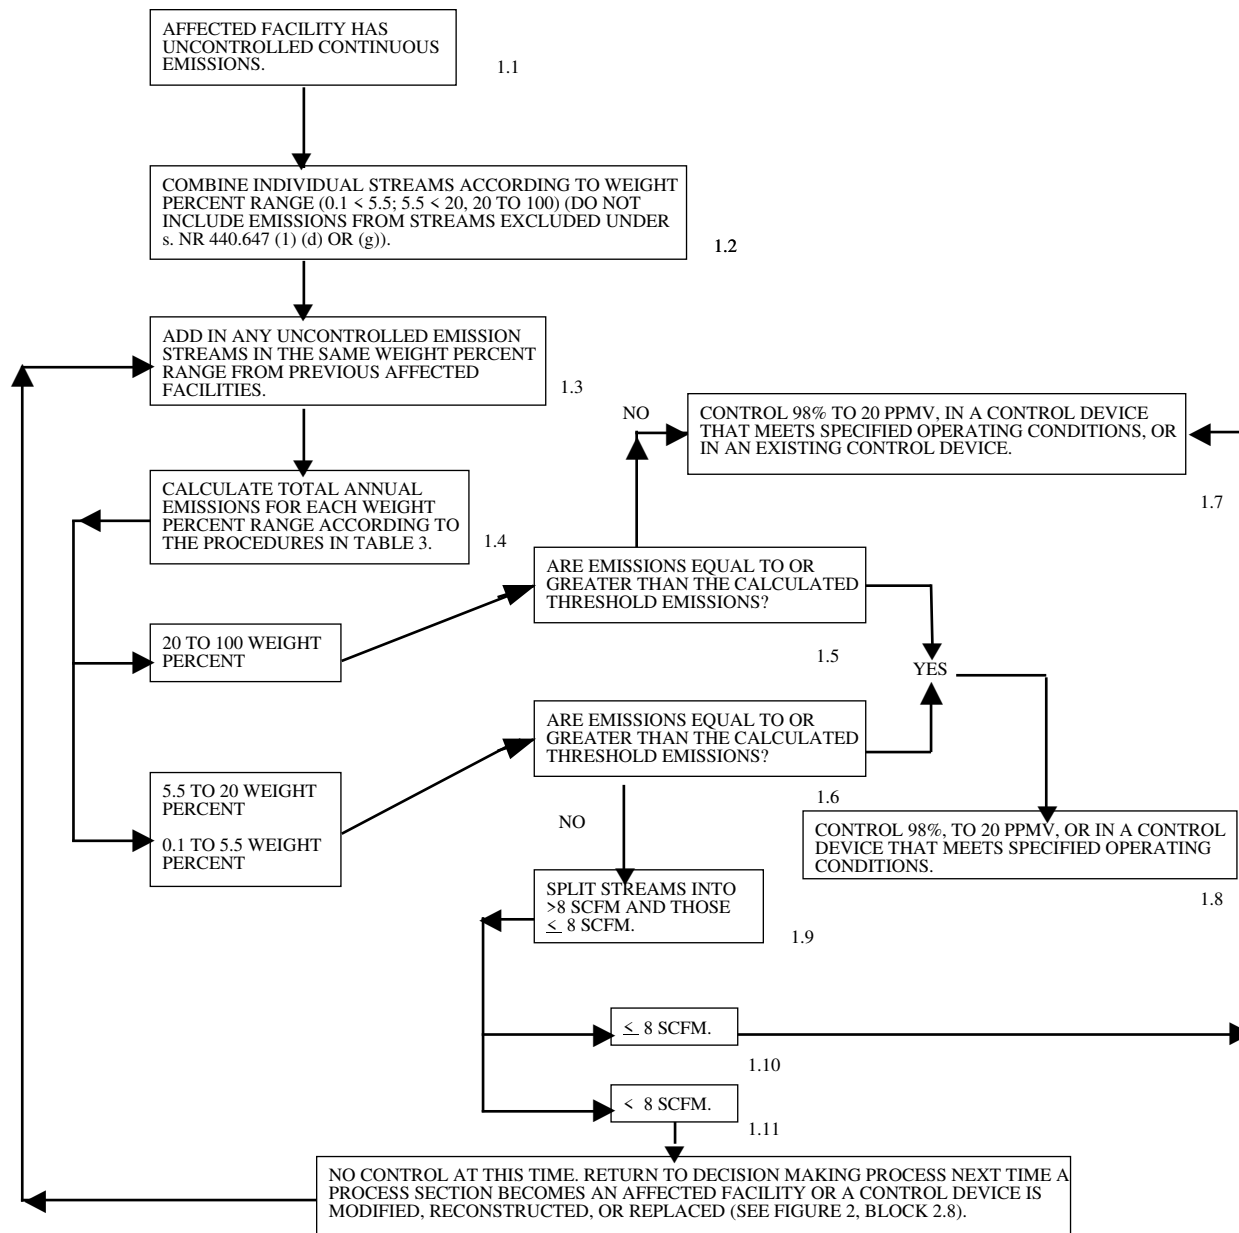 AFFECTED FACILITY HAS
UNCONTROLLED CONTINUOUS
EMISSIONS.
1.1
COMBINE INDIVIDUAL STREAMS ACCORDING TO WEIGHT
PERCENT RANGE (0.1 < 5.5; 5.5 < 20, 20 TO 100) (DO NOT
INCLUDE EMISSIONS FROM STREAMS EXCLUDED UNDER
s. NR 440.647 (1) (d) OR (g)).
1.2
ADD IN ANY UNCONTROLLED EMISSION
STREAMS IN THE SAME WEIGHT PERCENT
RANGE FROM PREVIOUS AFFECTED
FACILITIES.
1.3
NO
CONTROL 98% TO 20 PPMV, IN A CONTROL DEVICE
THAT MEETS SPECIFIED OPERATING CONDITIONS, OR
IN AN EXISTING CONTROL DEVICE.
1.7
CALCULATE TOTAL ANNUAL
EMISSIONS FOR EACH WEIGHT
PERCENT RANGE ACCORDING TO
THE PROCEDURES IN TABLE 3.
1.4
ARE EMISSIONS EQUAL TO OR
GREATER THAN THE CALCULATED
THRESHOLD EMISSIONS?
1.5
20 TO 100 WEIGHT
PERCENT
YES
ARE EMISSIONS EQUAL TO OR
GREATER THAN THE CALCULATED
THRESHOLD EMISSIONS?
1.6
5.5 TO 20 WEIGHT
PERCENT
0.1 TO 5.5 WEIGHT
PERCENT
NO
CONTROL 98%, TO 20 PPMV, OR IN A CONTROL
DEVICE THAT MEETS SPECIFIED OPERATING
CONDITIONS.
1.8
SPLIT STREAMS INTO
>8 SCFM AND THOSE
≤ 8 SCFM.
1.9
≤ 8 SCFM.
1.10
< 8 SCFM.
1.11
NO CONTROL AT THIS TIME. RETURN TO DECISION MAKING PROCESS NEXT TIME A
PROCESS SECTION BECOMES AN AFFECTED FACILITY OR A CONTROL DEVICE IS
MODIFIED, RECONSTRUCTED, OR REPLACED (SEE FIGURE 2, BLOCK 2.8).